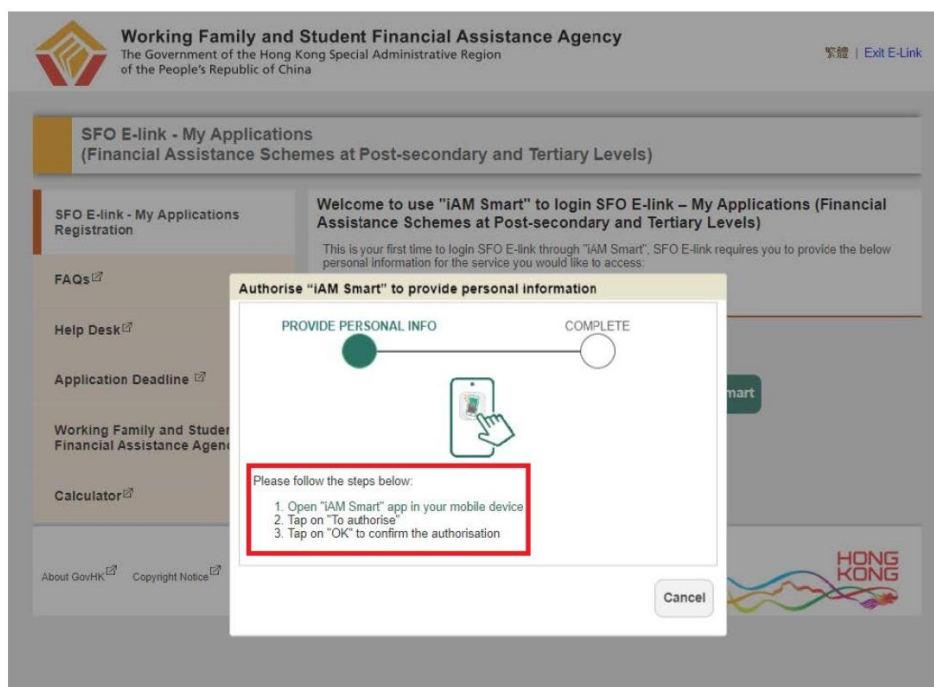 Working Family and Student Financial Assistance Agency
The Government of the Hong Kong Special Administrative Region
of the People's Republic of China
繁體 | Exit E-Link
SFO E-link - My Applications
(Financial Assistance Schemes at Post-secondary and Tertiary Levels)
SFO E-link - My Applications
Registration
FAQs
Help Desk
Application Deadline
Working Family and Studen
Financial Assistance Agen
Calculator
Welcome to use "iAM Smart" to login SFO E-link – My Applications (Financial
Assistance Schemes at Post-secondary and Tertiary Levels)
This is your first time to login SFO E-link through "iAM Smart", SFO E-link requires you to provide the below
personal information for the service you would like to access:
mart
Authorise “iAM Smart” to provide personal information
PROVIDE PERSONAL INFO
COMPLETE
Please follow the steps below:
1. Open "iAM Smart" app in your mobile device
2. Tap on "To authorise"
3. Tap on "OK" to confirm the authorisation
Cancel
About GovHK
Copyright Notice
HONG
KONG